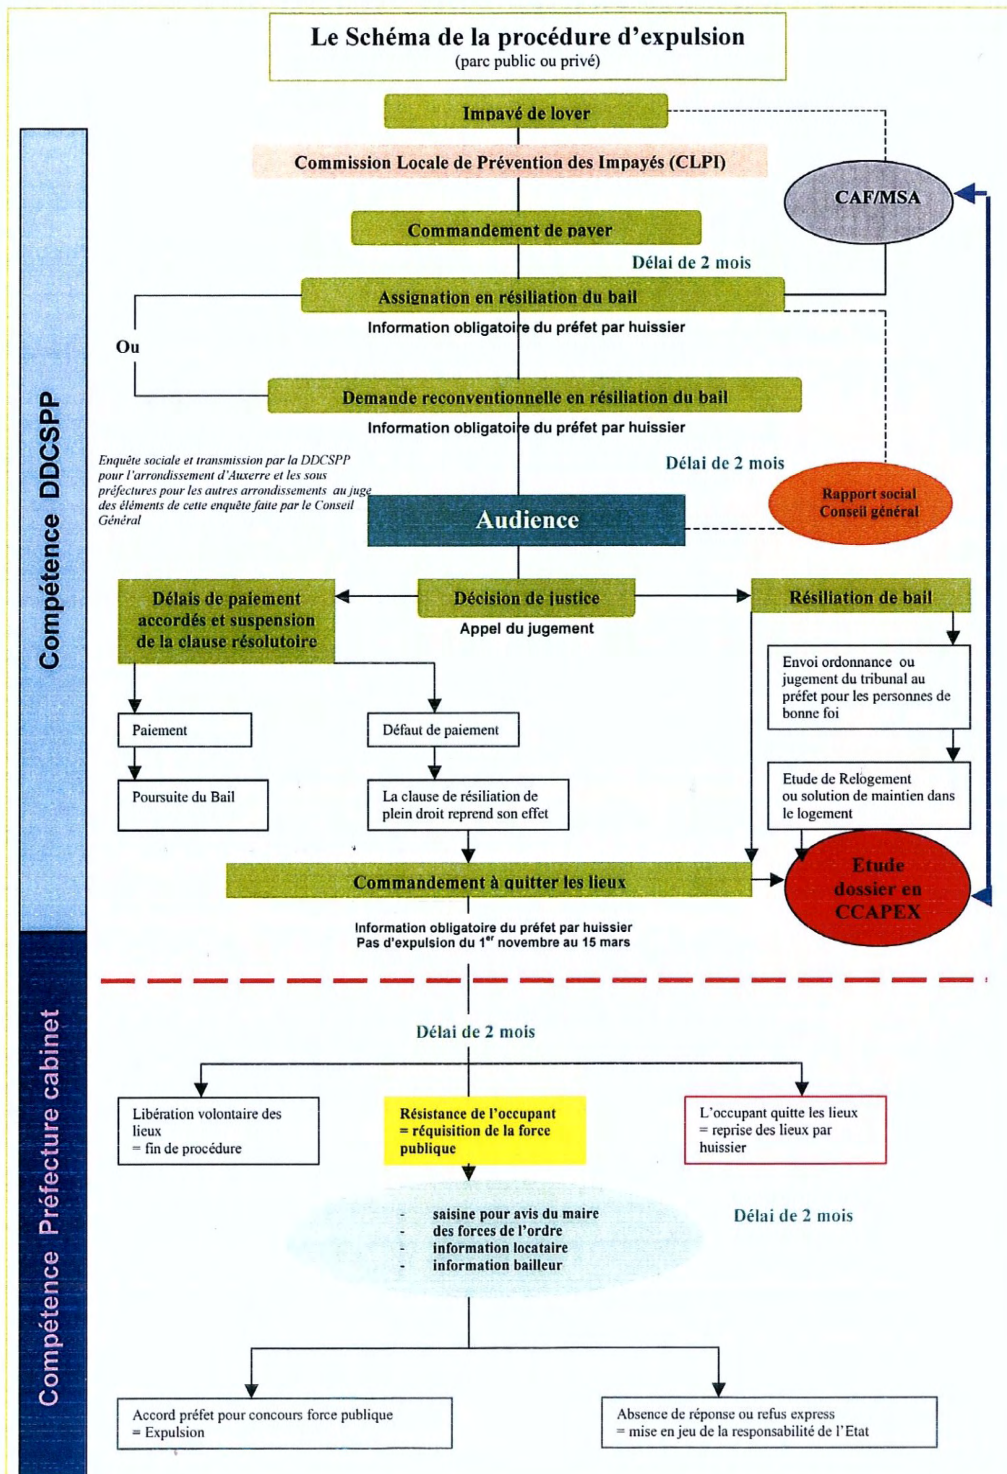 Le Schéma de la procédure d'expulsion
(parc public ou privé)
Impayé de loyer
Commission Locale de Prévention des Impayés (CLPI)
CAF/MSA
Commandement de payer
Délai de 2 mois
Assignation en résiliation du bail
Information obligatoire du préfet par huissier
Ou
Demande reconventionnelle en résiliation du bail
Information obligatoire du préfet par huissier
Compétence DDCSPP
Enquête sociale et transmission par la DDCSPP
pour l'arrondissement d'Auxerre et les sous
préfectures pour les autres arrondissements au juge
des éléments de cette enquête faite par le Conseil
Général
Délai de 2 mois
Rapport social
Conseil général
Audience
Délais de paiement
accordés et suspension
de la clause résolutoire
Décision de justice
Appel du jugement
Résiliation de bail
Envoi ordonnance ou
jugement du tribunal au
préfet pour les personnes de
bonne foi
Paiement
Défaut de paiement
Poursuite du Bail
La clause de résiliation de
plein droit reprend son effet
Etude de Relogement
ou solution de maintien dans
le logement
Commandement à quitter les lieux
Etude
dossier en
CCAPEX
Information obligatoire du préfet par huissier
Pas d'expulsion du 1er novembre au 15 mars
Compétence Préfecture cabinet
Délai de 2 mois
Libération volontaire des
lieux
= fin de procédure
Résistance de l'occupant
= réquisition de la force
publique
L'occupant quitte les lieux
= reprise des lieux par
huissier
- saisine pour avis du maire
- des forces de l'ordre
- information locataire
- information bailleur
Délai de 2 mois
Accord préfet pour concours force publique
= Expulsion
Absence de réponse ou refus express
= mise en jeu de la responsabilité de l'Etat